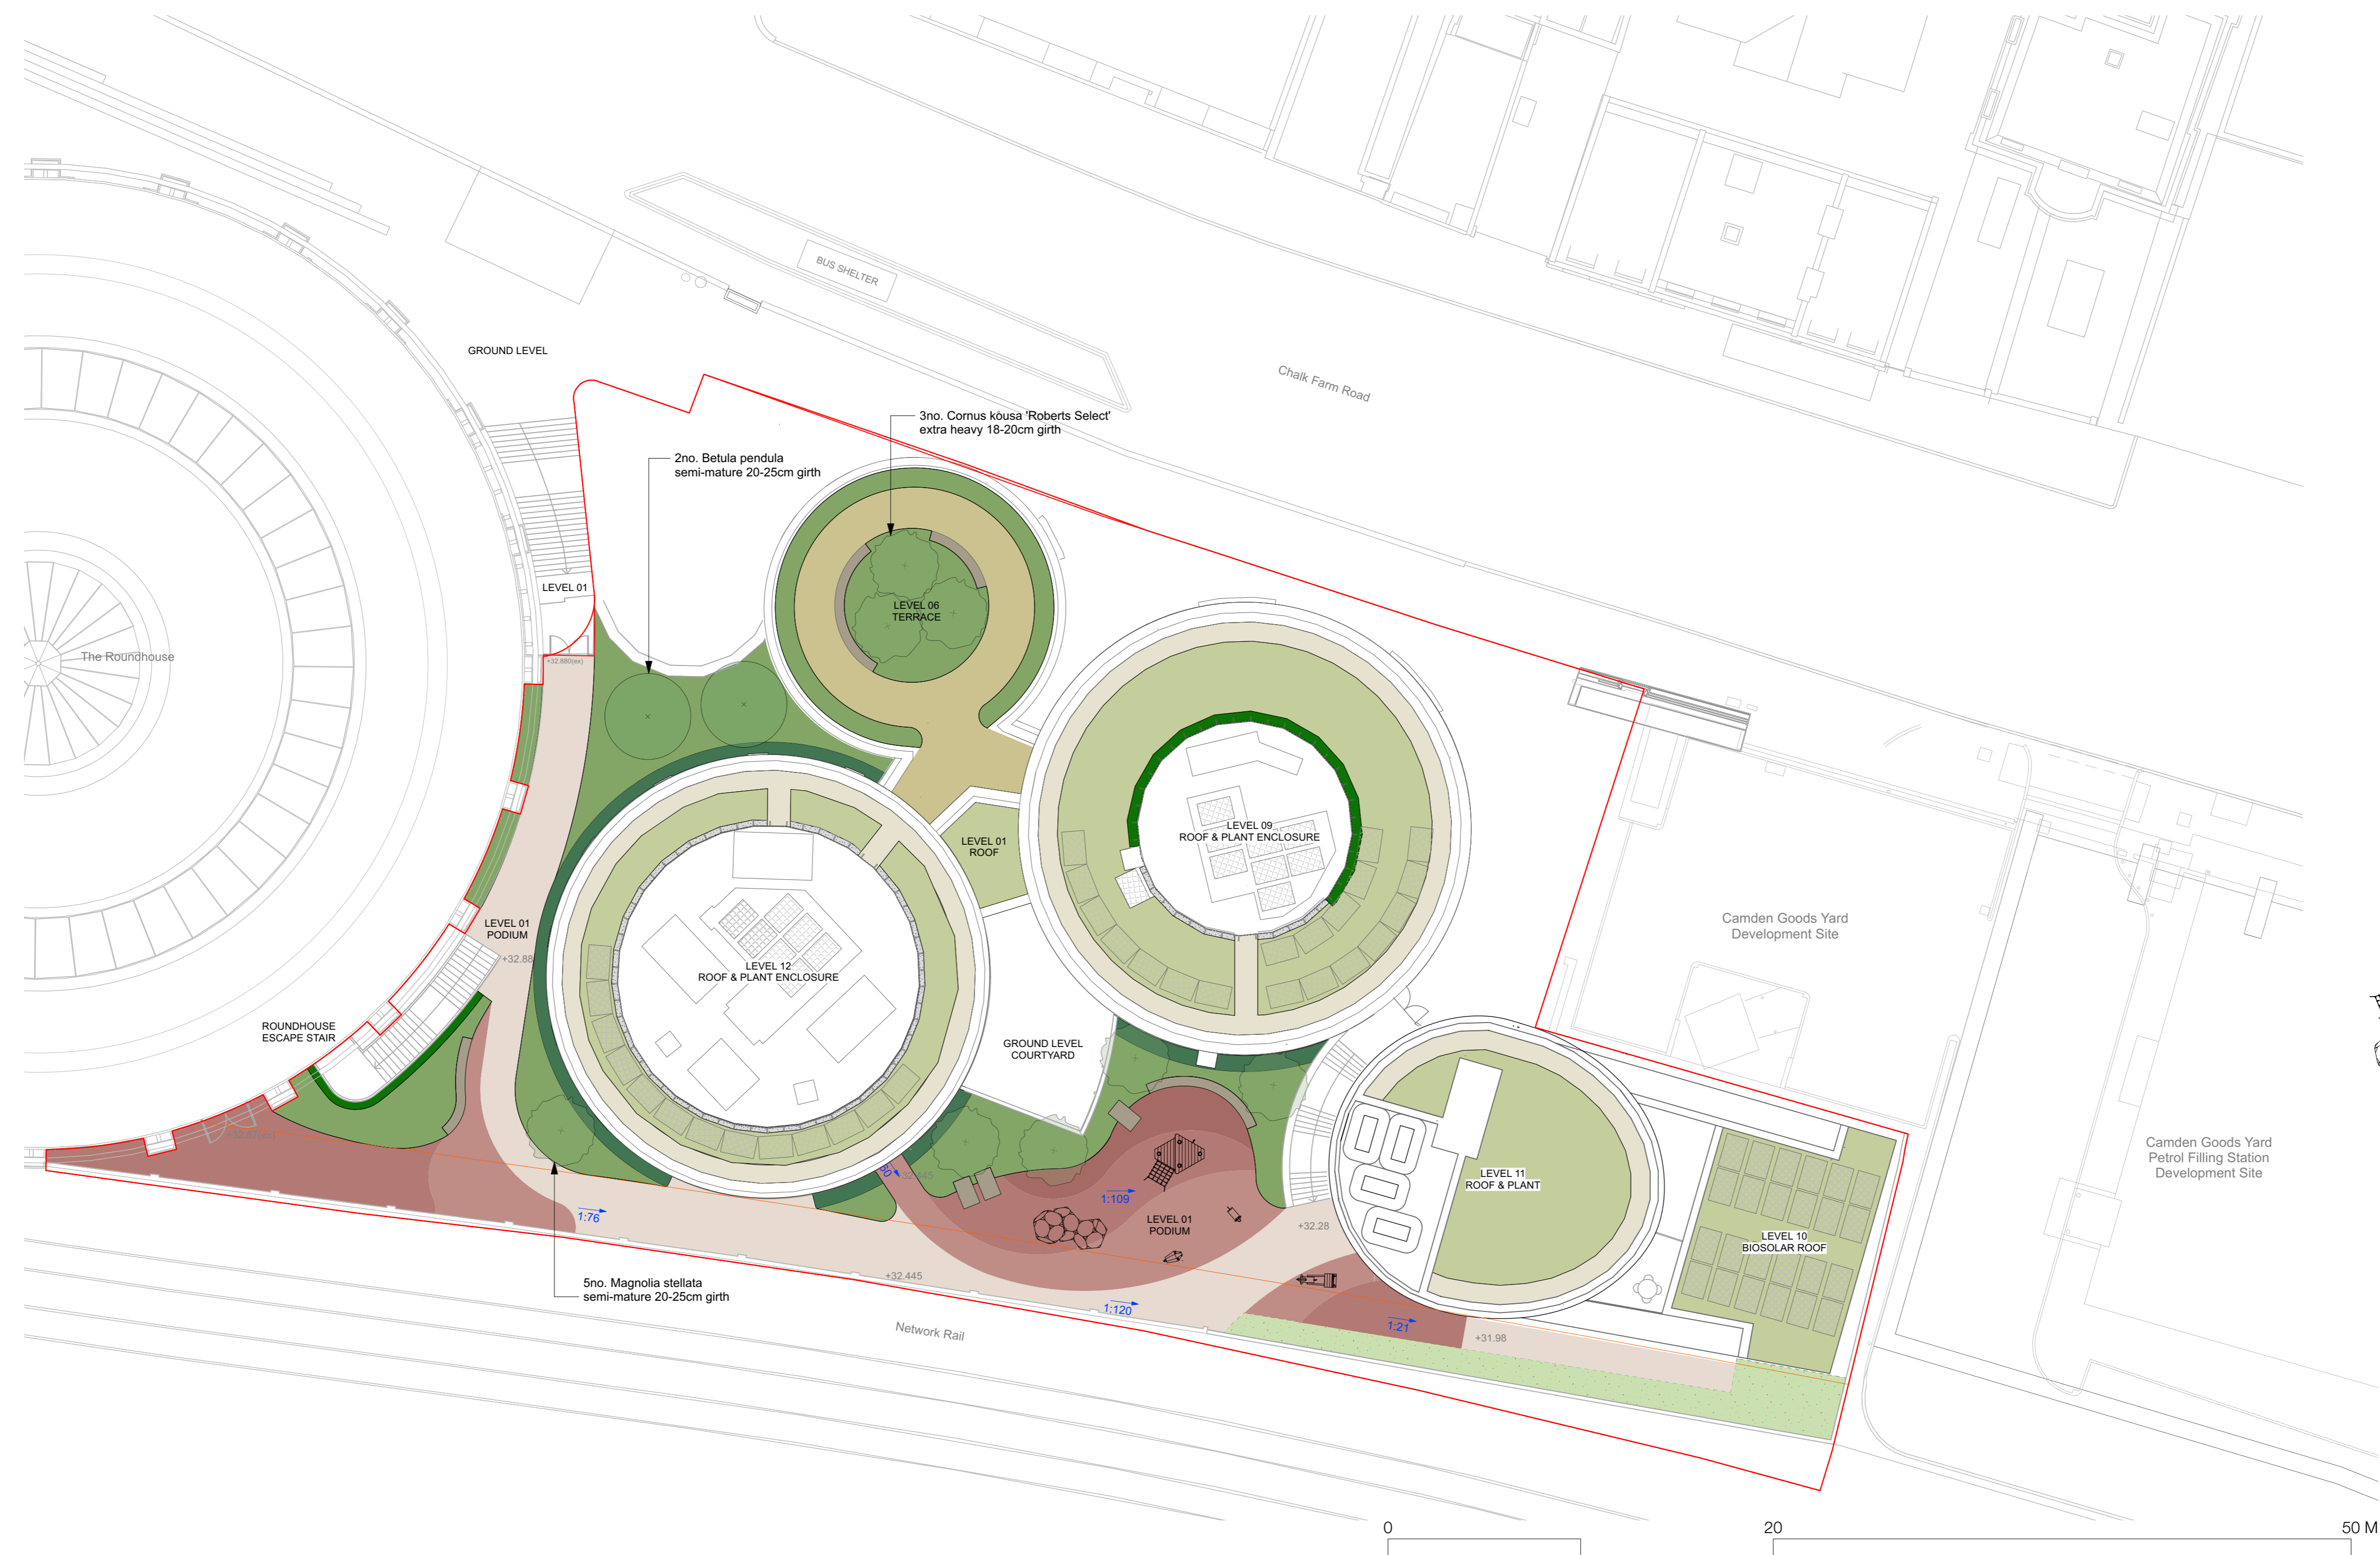 BUS SHELTER
GROUND LEVEL
Chalk Farm Road
3no. Cornus kousa 'Roberts Select'
extra heavy 18-20cm girth
2no. Betula pendula
semi-mature 20-25cm girth
LEVEL 01
LEVEL 06
TERRACE
The Roundhouse
+32.880(ex)
LEVEL 09
ROOF & PLANT ENCLOSURE
LEVEL 01
ROOF
LEVEL 01
PODIUM
+32.88
Camden Goods Yard
Development Site
LEVEL 12
ROOF & PLANT ENCLOSURE
ROUNDHOUSE
ESCAPE STAIR
GROUND LEVEL
COURTYARD
Camden Goods Yard
Petrol Filling Station
Development Site
LEVEL 11
ROOF & PLANT
1:109
1:76
LEVEL 01
PODIUM
+32.28
LEVEL 10
BIOSOLAR ROOF
+32.445
5no. Magnolia stellata
semi-mature 20-25cm girth
1:120
1:21
+31.98
Network Rail
0
20
50 M